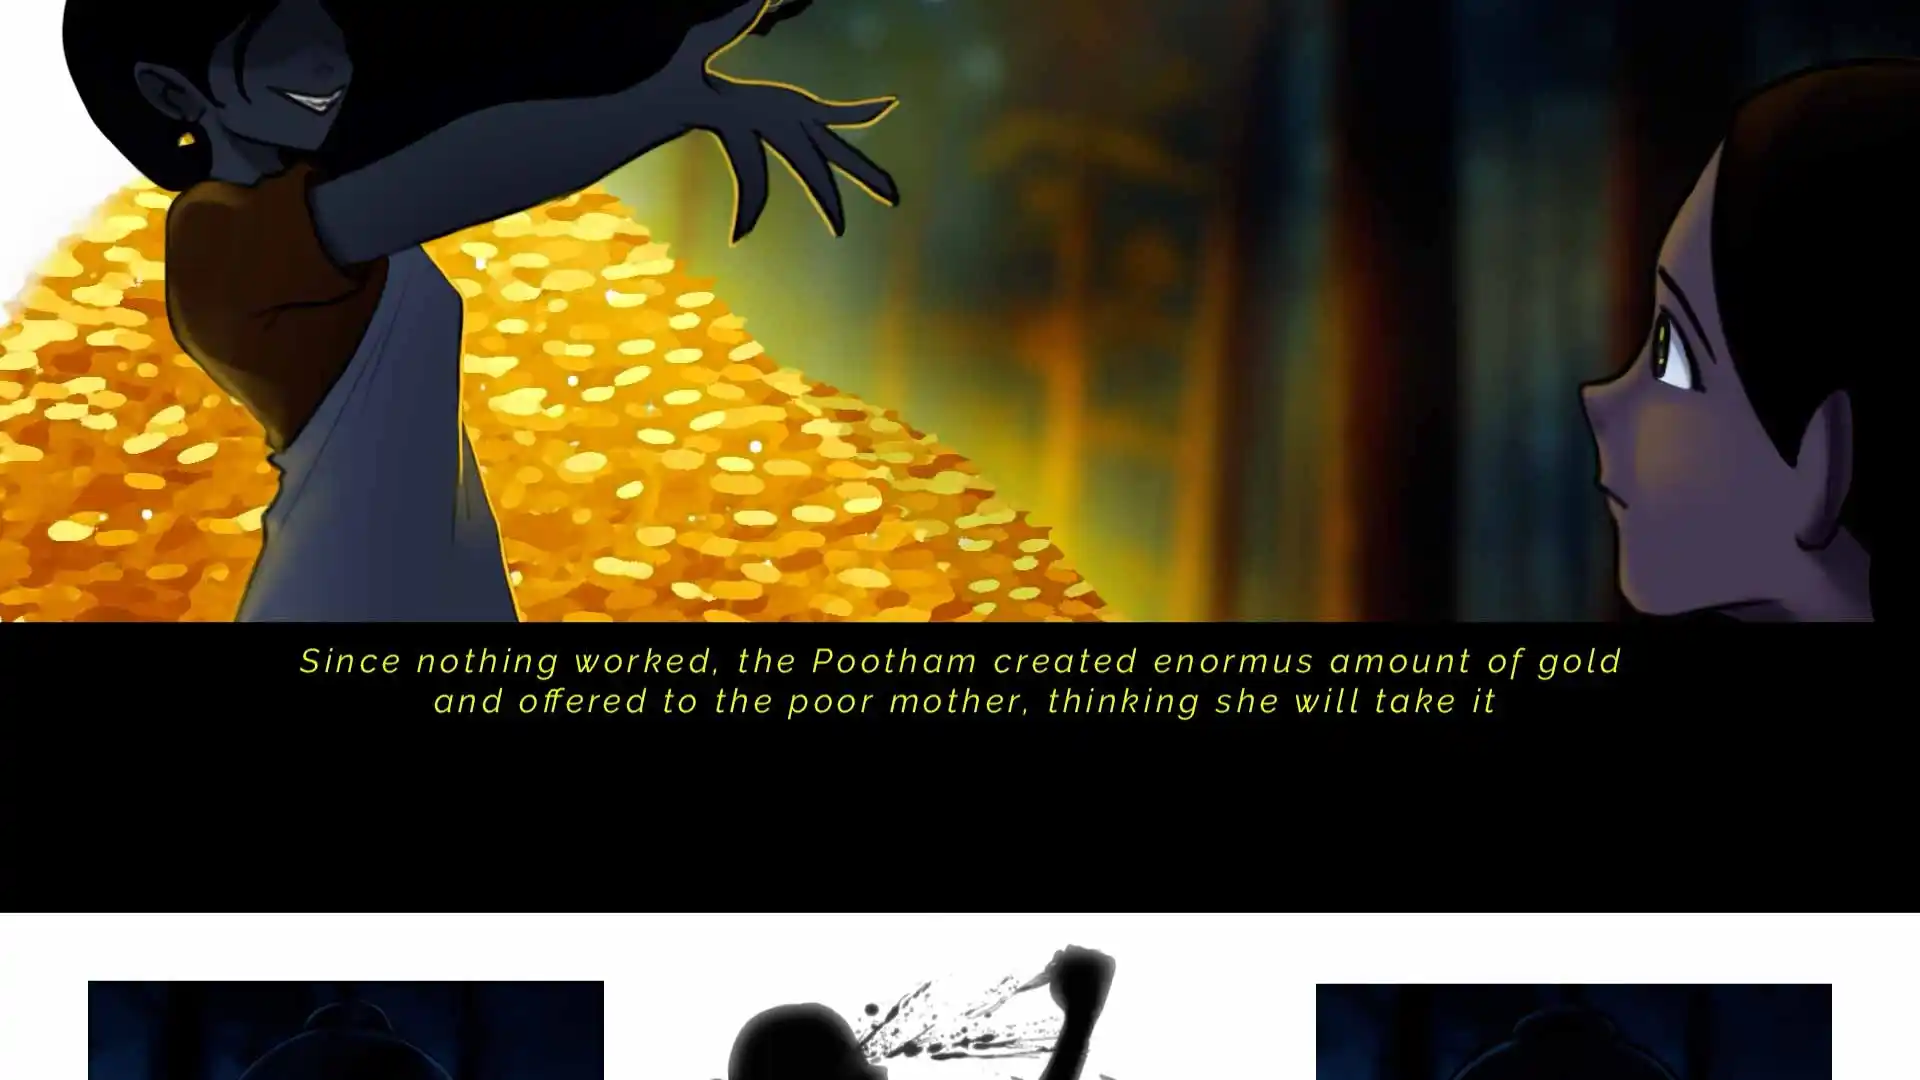 Since nothing worked, the Pootham created enormus amount of gold
and offered to the poor mother, thinking she will take it